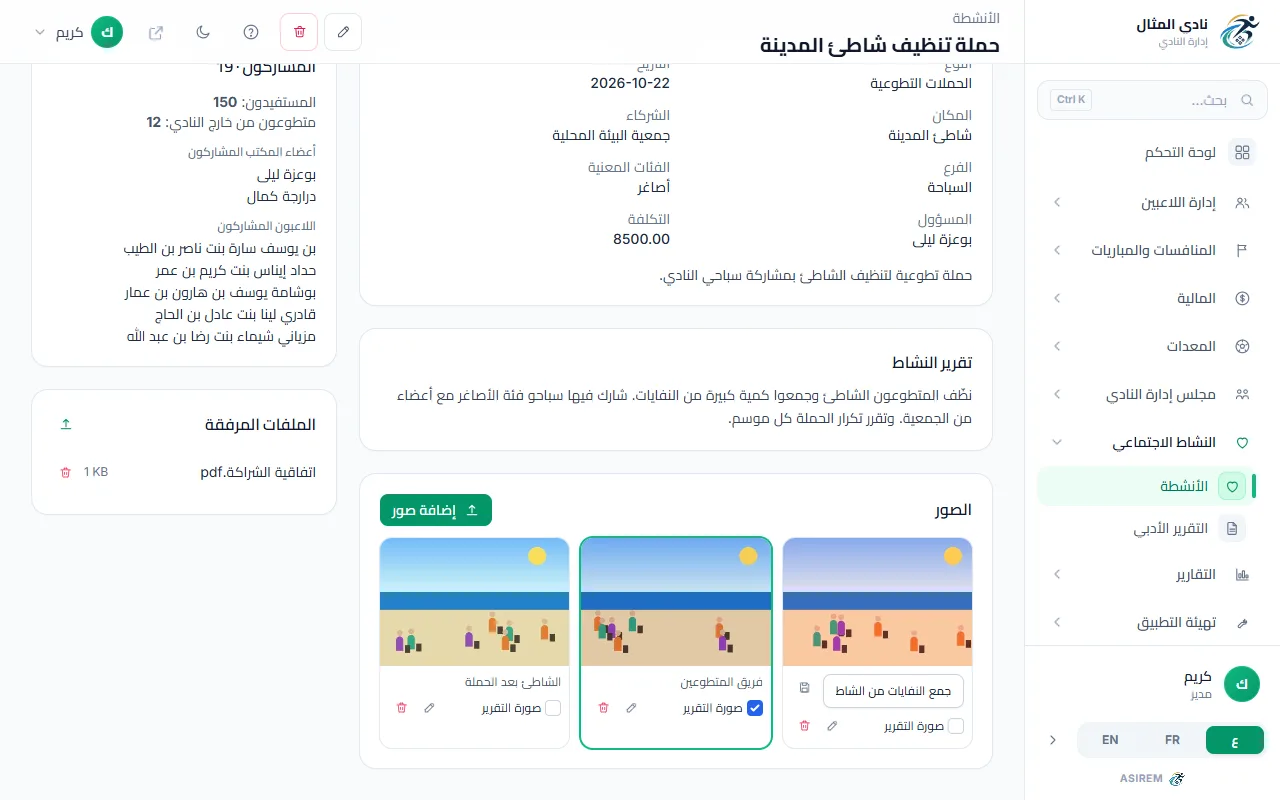 نادي المثال
إدارة النادي
بحث...
Ctrl K
لوحة التحكم
إدارة اللاعبين
المنافسات والمباريات
المالية
المعدات
مجلس إدارة النادي
النشاط الاجتماعي
الأنشطة
التقرير الأدبي
التقارير
تهيئة التطبيق
ك
كريم
مدير
ع
FR
EN
ASIREM
الأنشطة
حملة تنظيف شاطئ المدينة
ك
كريم
النوع
الحملات التطوعية
التاريخ
2026-10-22
المكان
شاطئ المدينة
الشركاء
جمعية البيئة المحلية
الفرع
السباحة
الفئات المعنية
أصاغر
المسؤول
بوعزة ليلى
التكلفة
8500.00
حملة تطوعية لتنظيف الشاطئ بمشاركة سباحي النادي.
تقرير النشاط
نظّف المتطوعون الشاطئ وجمعوا كمية كبيرة من النفايات. شارك فيها سباحو فئة الأصاغر مع أعضاء
من الجمعية. وتقرر تكرار الحملة كل موسم.
الصور
إضافة صور
جمع النفايات من الشاط
صورة التقرير
فريق المتطوعين
صورة التقرير
الشاطئ بعد الحملة
صورة التقرير
المشاركون · 19
المستفيدون: 150
متطوعون من خارج النادي: 12
أعضاء المكتب المشاركون
بوعزة ليلى
درارجة كمال
اللاعبون المشاركون
بن يوسف سارة بنت ناصر بن الطيب
حداد إيناس بنت كريم بن عمر
بوشامة يوسف بن هارون بن عمار
قادري لينا بنت عادل بن الحاج
مزياني شيماء بنت رضا بن عبد الله
الملفات المرفقة
اتفاقية الشراكة.pdf
1 KB